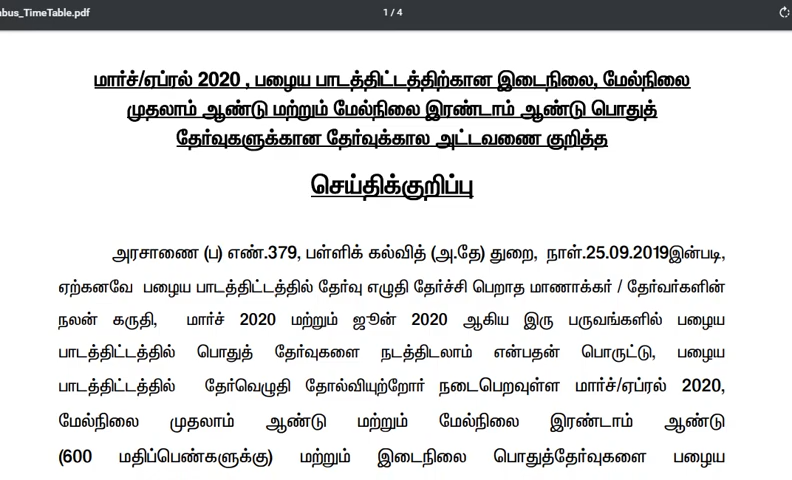 abus_TimeTable.pdf
1 / 4
மார்ச்/ஏப்ரல் 2020 , பழைய பாடத்திட்டத்திற்கான இடைநிலை, மேல்நிலை
முதலாம் ஆண்டு மற்றும் மேல்நிலை இரண்டாம் ஆண்டு பொதுத்
தேர்வுகளுக்கான தேர்வுக்கால அட்டவணை குறித்த
செய்திக்குறிப்பு
அரசாணை (ப) எண்.379, பள்ளிக் கல்வித் (அ.தே) துறை, நாள்.25.09.2019இன்படி,
ஏற்கனவே பழைய பாடத்திட்டத்தில் தேர்வு எழுதி தேர்ச்சி பெறாத மாணாக்கர் / தேர்வர்களின்
நலன் கருதி, மார்ச் 2020 மற்றும் ஜூன் 2020 ஆகிய இரு பருவங்களில் பழைய
பாடத்திட்டத்தில் பொதுத் தேர்வுகளை நடத்திடலாம் என்பதன் பொருட்டு, பழைய
பாடத்திட்டத்தில் தேர்வெழுதி தோல்வியுற்றோர் நடைபெறவுள்ள மார்ச்/ஏப்ரல் 2020,
மேல்நிலை முதலாம் ஆண்டு மற்றும் மேல்நிலை இரண்டாம் ஆண்டு
(600 மதிப்பெண்களுக்கு) மற்றும் இடைநிலை பொதுத்தேர்வுகளை பழைய